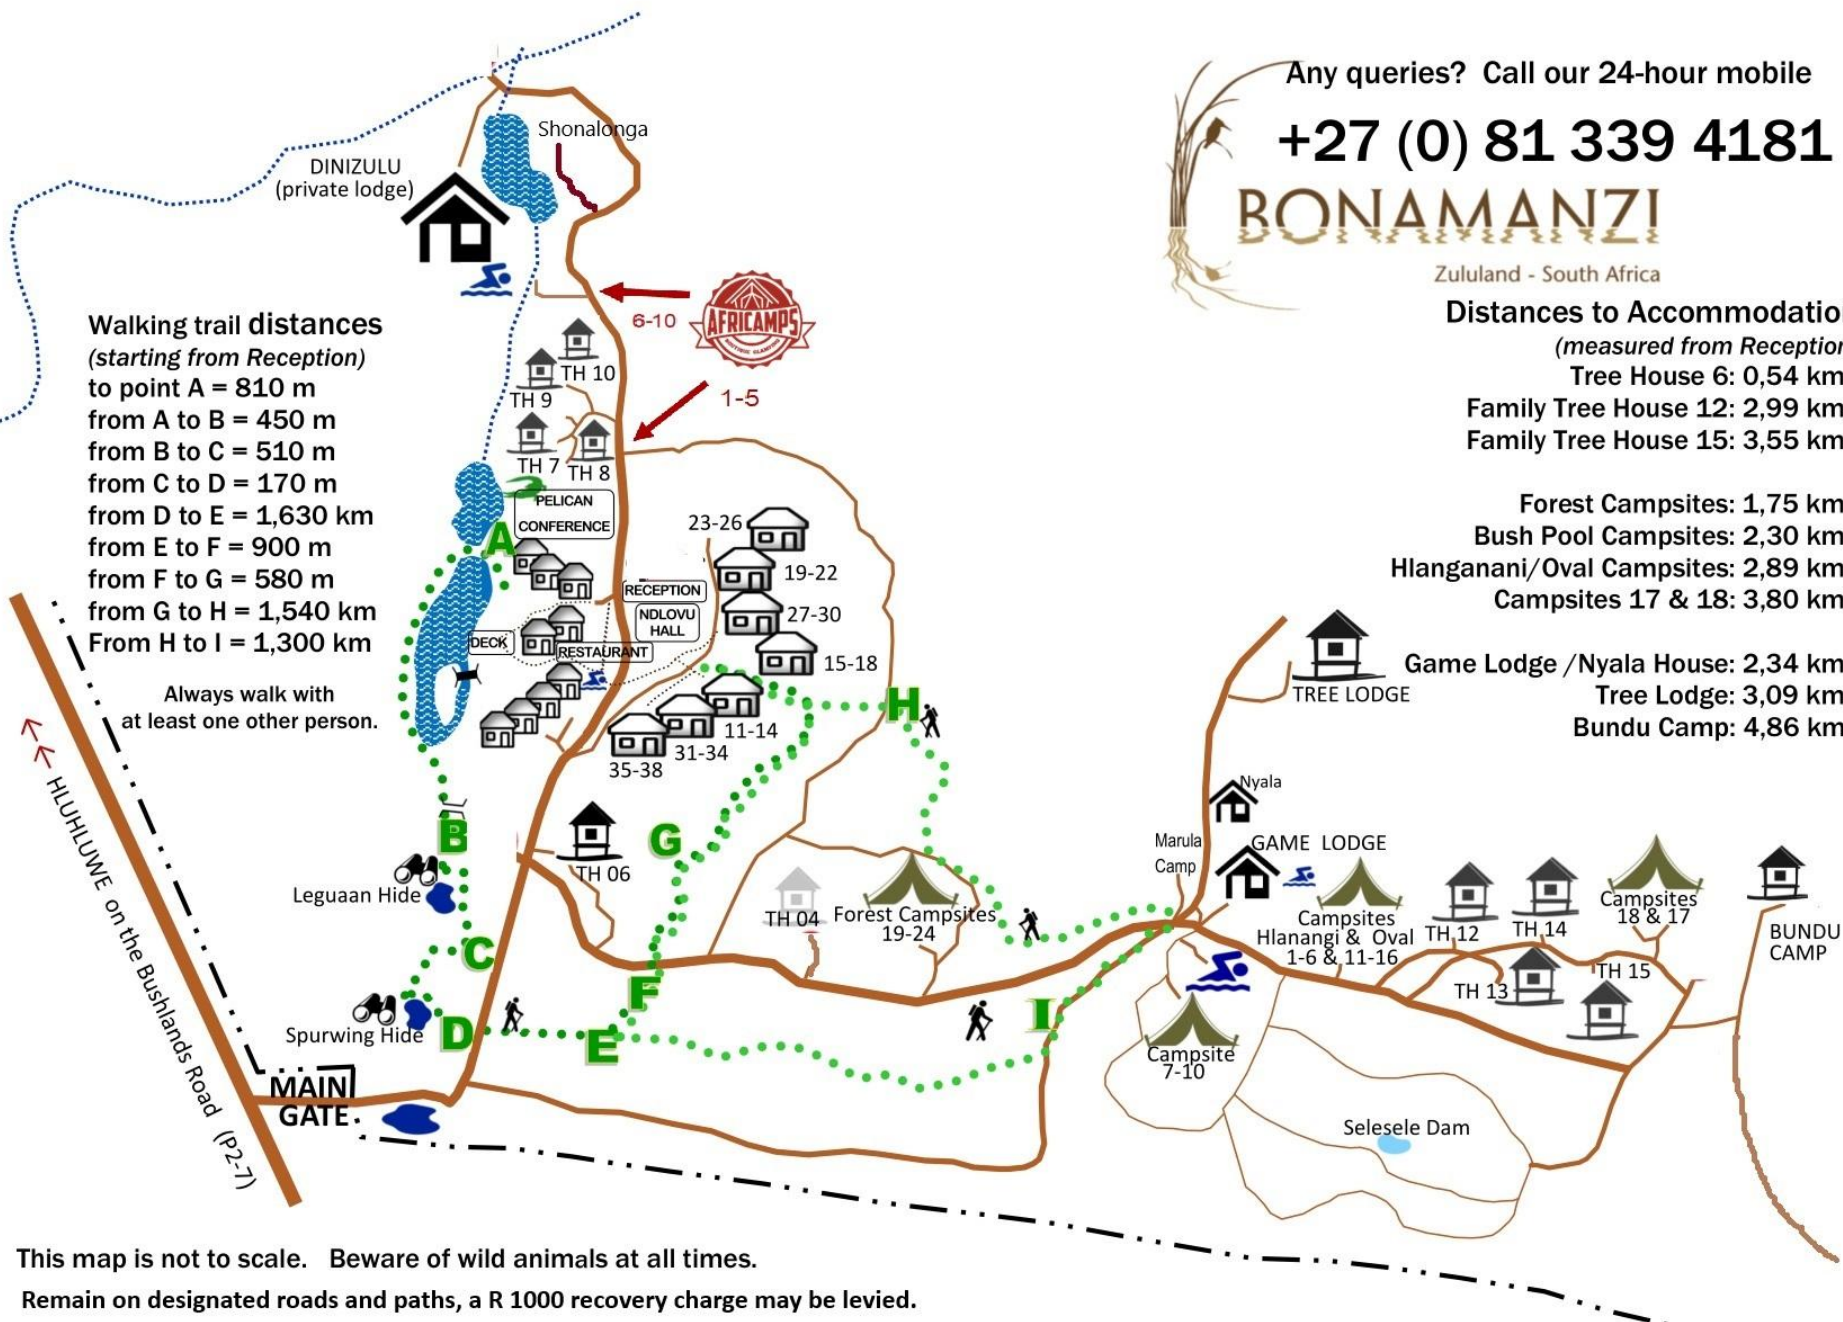 Any queries? Call our 24-hour mobile
+27 (0) 81 339 4181
BONAMANZI
Zululand - South Africa
Distances to Accommodation
(measured from Reception
Tree House 6: 0,54 km
Family Tree House 12: 2,99 km
Family Tree House 15: 3,55 km
Forest Campsites: 1,75 km
Bush Pool Campsites: 2,30 km
Hlanganani/Oval Campsites: 2,89 km
Campsites 17 & 18: 3,80 km
Game Lodge /Nyala House: 2,34 km
Tree Lodge: 3,09 km
Bundu Camp: 4,86 km
Walking trail distances
(starting from Reception)
to point A = 810 m
from A to B = 450 m
from B to C = 510 m
from C to D = 170 m
from D to E = 1,630 km
from E to F = 900 m
from F to G = 580 m
from G to H = 1,540 km
From H to I = 1,300 km
Always walk with
at least one other person.
Shonalonga
DINIZULU
(private lodge)
AFRICAMPS
6-10
1-5
TH 10
TH 9
TH 7
TH 8
PELICAN
CONFERENCE
A
RECEPTION
NDLOVU
HALL
DECK
RESTAURANT
23-26
19-22
27-30
15-18
11-14
31-34
35-38
H
TREE LODGE
B
G
TH 06
Leguaan Hide
C
TH 04
Forest Campsites
19-24
Nyala
Marula
Camp
GAME LODGE
Campsites
Hlanangi & Oval
1-6 & 11-16
TH 12
TH 14
Campsites
18 & 17
BUNDU
CAMP
TH 13
TH 15
F
Spurwing Hide
D
E
I
Campsite
7-10
Selesele Dam
MAIN
GATE
HLUHLUWE on the Bushlands Road (P2-7)
This map is not to scale. Beware of wild animals at all times.
Remain on designated roads and paths, a R 1000 recovery charge may be levied.